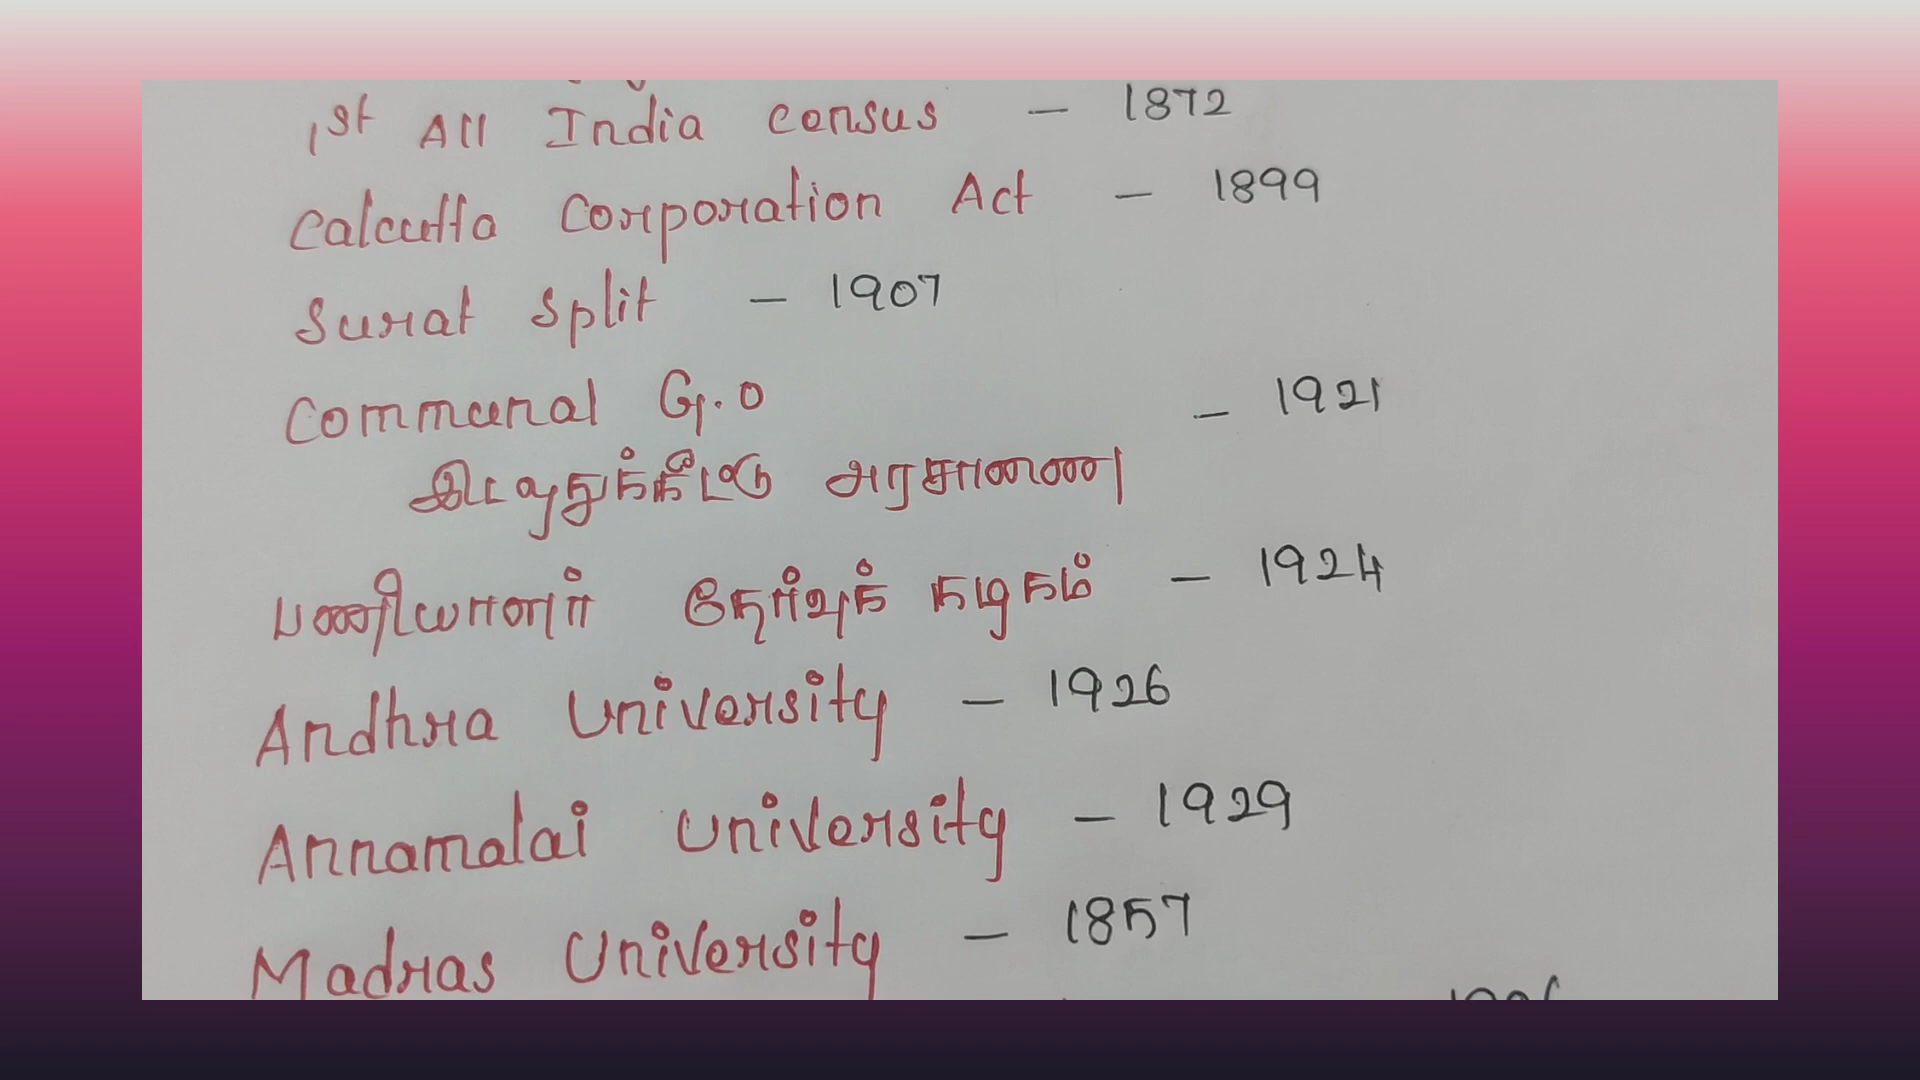 1st All India census – 1872
Calcutta Corporation Act – 1899
Surat split – 1907
Communal G.O – 1921
இடஒதுக்கீட்டு அரசாணை
பணியாளர் தேர்வுக் கழகம் – 1924
Andhra University – 1926
Annamalai University – 1929
Madras University – 1857